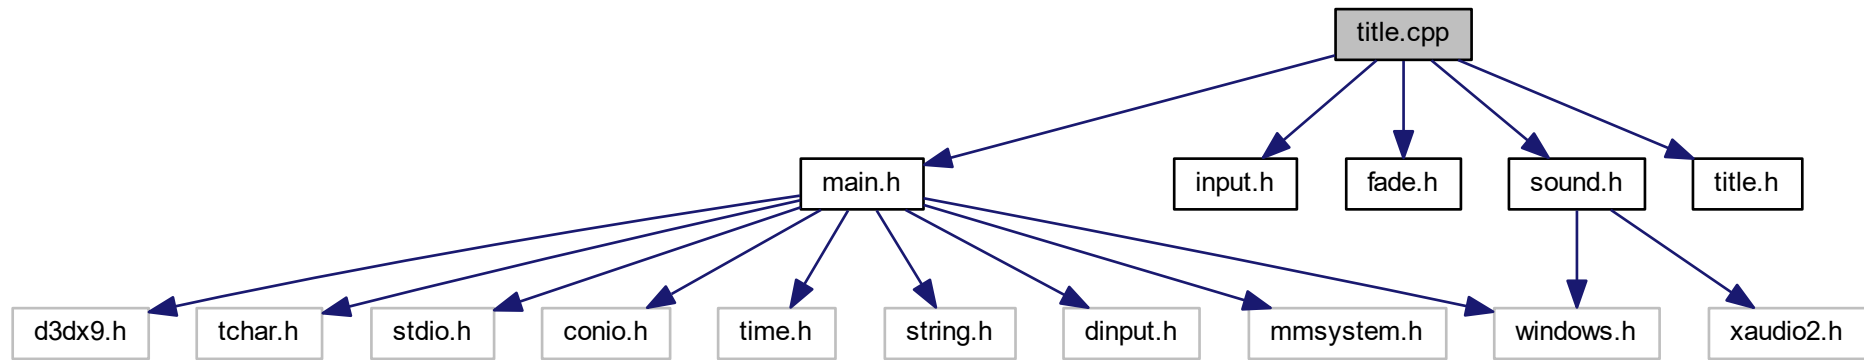 title.cpp
main.h
input.h
fade.h
sound.h
title.h
d3dx9.h
tchar.h
stdio.h
conio.h
time.h
string.h
dinput.h
mmsystem.h
windows.h
xaudio2.h